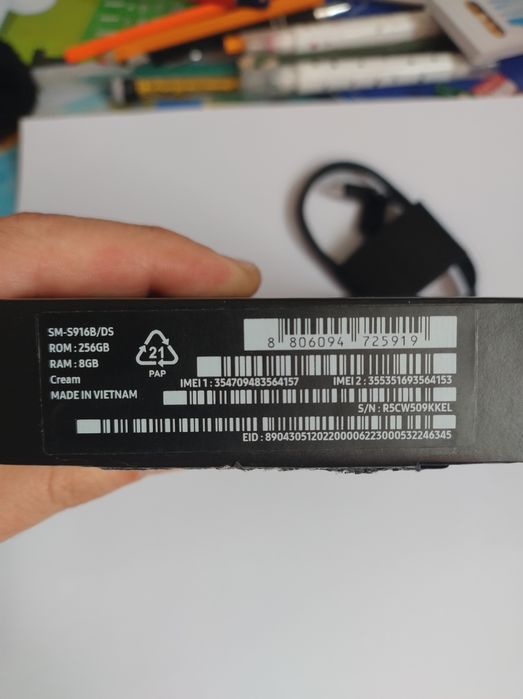 SM-S916B/DS
ROM : 256GB
RAM : 8GB
Cream
MADE IN VIETNAM
21
PAP
8 806094 725919
IMEI 1 : 354709483564157 IMEI 2 : 355351693564153
S/N : R5CW509KKEL
EID : 89043051202200006223000532246345